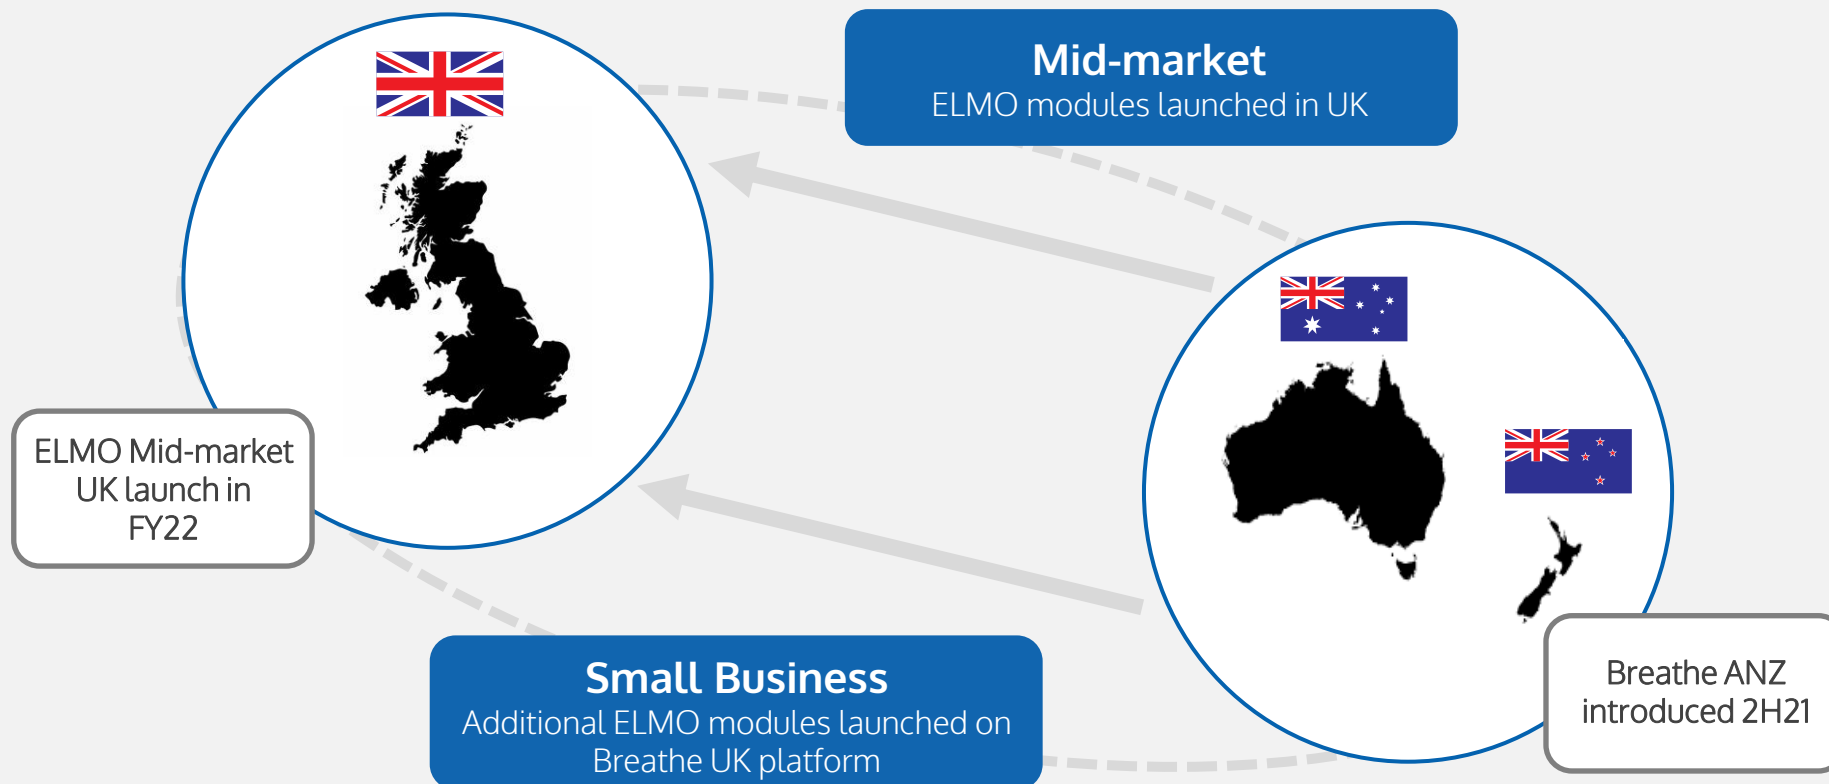 Mid-market
ELMO modules launched in UK
ELMO Mid-market
UK launch in
FY22
Small Business
Additional ELMO modules launched on
Breathe UK platform
Breathe ANZ
introduced 2H21